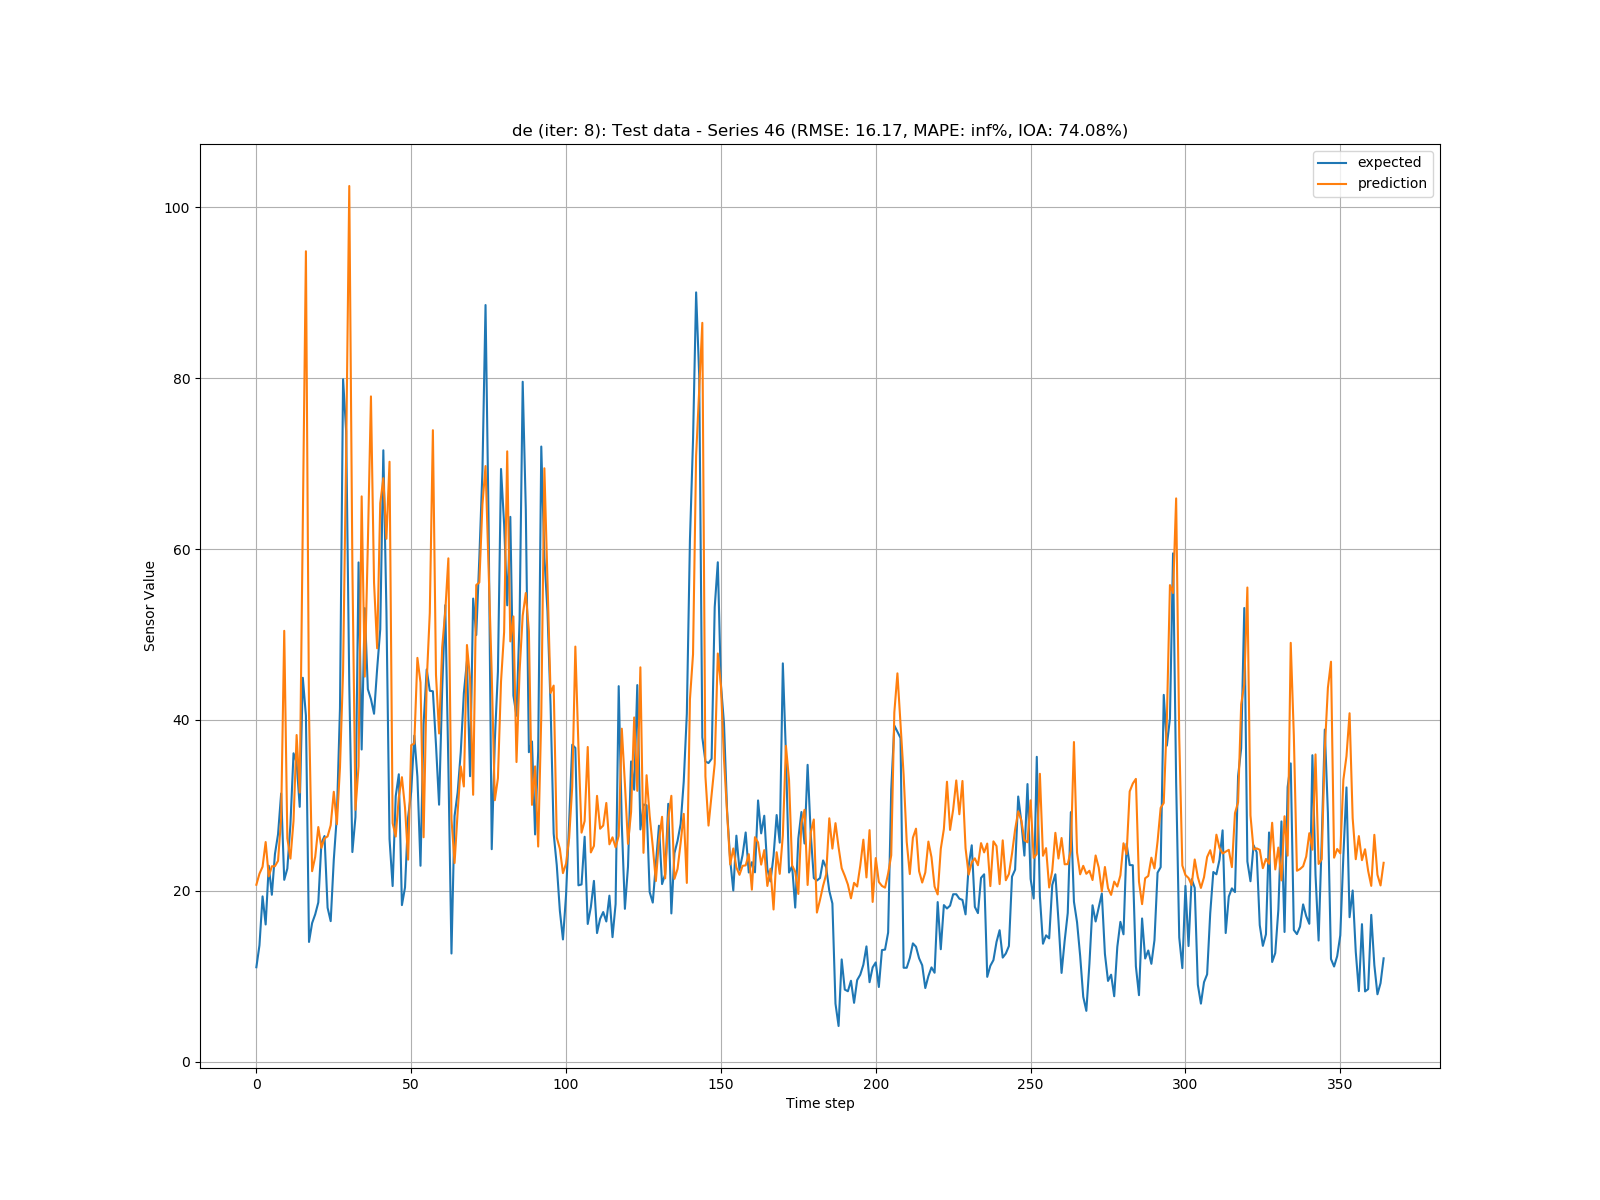 de (iter: 8): Test data - Series 46 (RMSE: 16.17, MAPE: inf%, IOA: 74.08%)
expected
prediction
100
80
60
40
20
0
Sensor Value
0 50 100 150 200 250 300 350
Time step